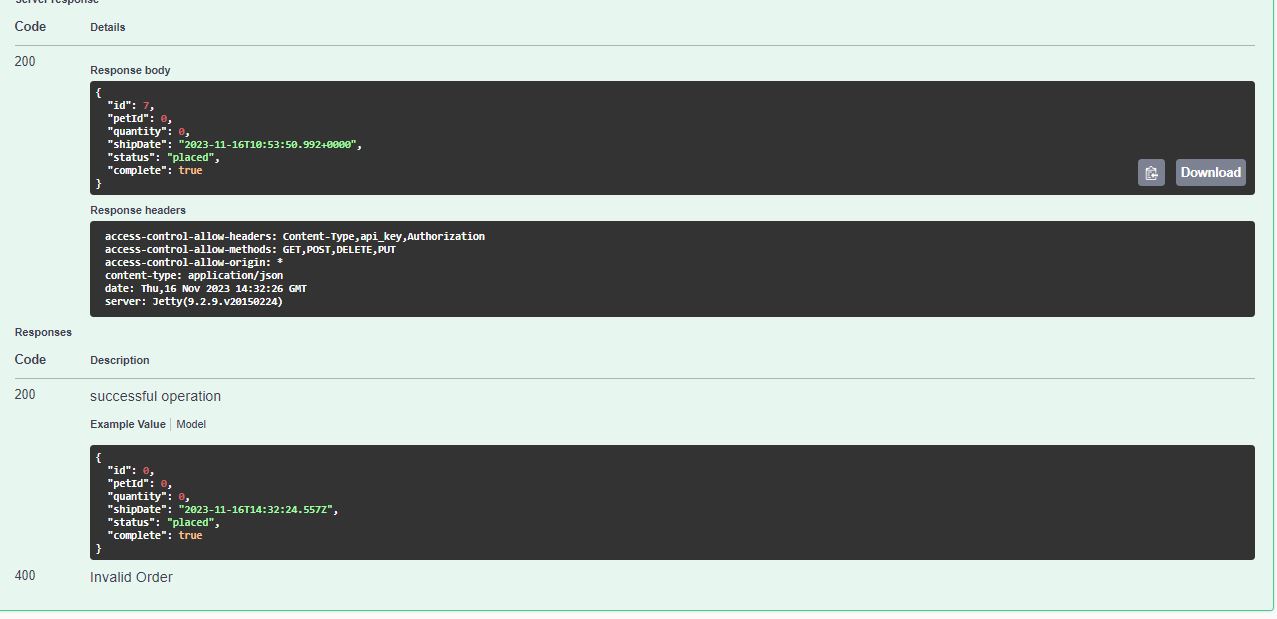 Server response
Code Details
200
Response body
{
  "id": 7,
  "petId": 0,
  "quantity": 0,
  "shipDate": "2023-11-16T10:53:50.992+0000",
  "status": "placed",
  "complete": true
}
Download
Response headers
access-control-allow-headers: Content-Type,api_key,Authorization
access-control-allow-methods: GET,POST,DELETE,PUT
access-control-allow-origin: *
content-type: application/json
date: Thu,16 Nov 2023 14:32:26 GMT
server: Jetty(9.2.9.v20150224)
Responses
Code Description
200 successful operation
Example Value | Model
{
  "id": 0,
  "petId": 0,
  "quantity": 0,
  "shipDate": "2023-11-16T14:32:24.557Z",
  "status": "placed",
  "complete": true
}
400 Invalid Order